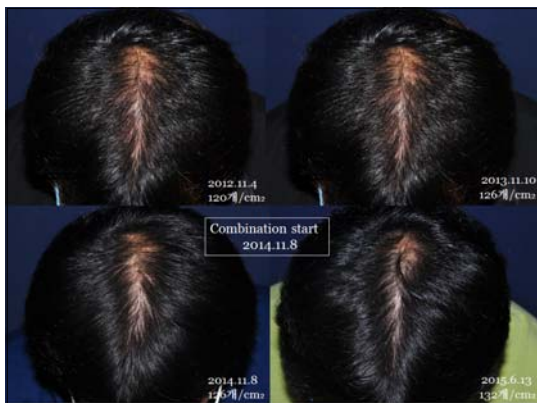 2012.11.4
120개/cm²
2013.11.10
126개/cm²
Combination start
2014.11.8
2014.11.8
126개/cm²
2015.6.13
132개/cm²